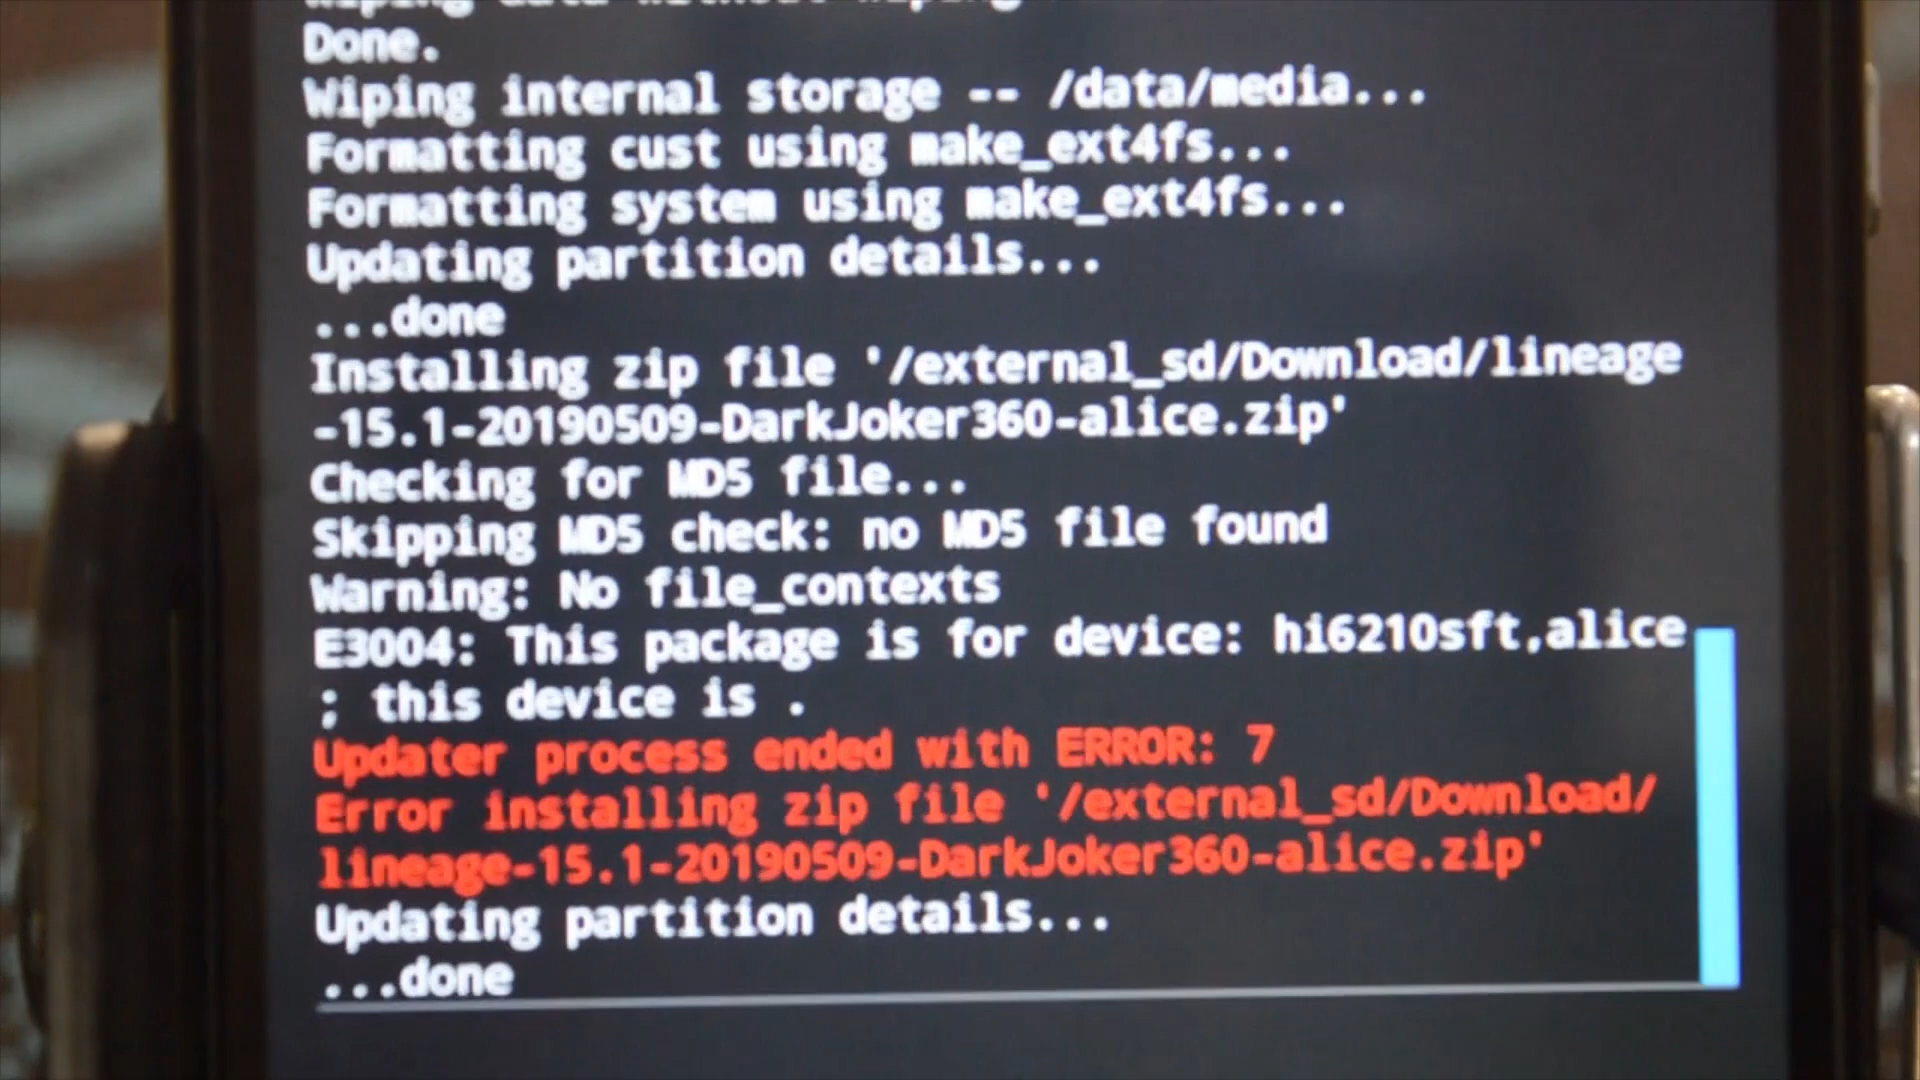 Wiping data without wiping
Done.
Wiping internal storage -- /data/media...
Formatting cust using make_ext4fs...
Formatting system using make_ext4fs...
Updating partition details...
...done
Installing zip file '/external_sd/Download/lineage
-15.1-20190509-DarkJoker360-alice.zip'
Checking for MD5 file...
Skipping MD5 check: no MD5 file found
Warning: No file_contexts
E3004: This package is for device: hi6210sft,alice
; this device is .
Updater process ended with ERROR: 7
Error installing zip file '/external_sd/Download/
lineage-15.1-20190509-DarkJoker360-alice.zip'
Updating partition details...
...done